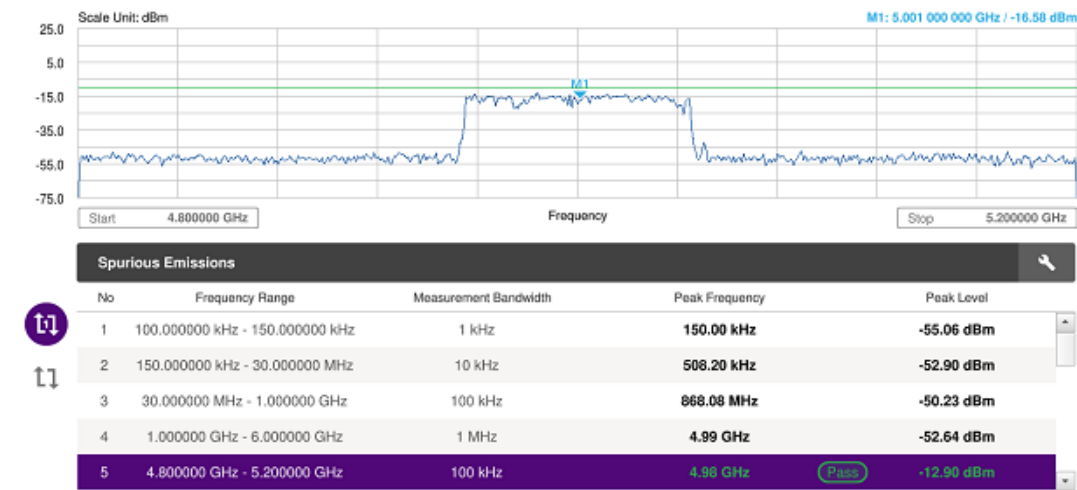 Scale Unit: dBm M1: 5.001 000 000 GHz / -16.58 dBm
25.0
5.0
M1
-15.0
-35.0
-55.0
-75.0
Start 4.800000 GHz Frequency Stop 5.200000 GHz
Spurious Emissions
No Frequency Range Measurement Bandwidth Peak Frequency Peak Level
1 100.000000 kHz - 150.000000 kHz 1 kHz 150.00 kHz -55.06 dBm
2 150.000000 kHz - 30.000000 MHz 10 kHz 508.20 kHz -52.90 dBm
3 30.000000 MHz - 1.000000 GHz 100 kHz 868.08 MHz -50.23 dBm
4 1.000000 GHz - 6.000000 GHz 1 MHz 4.99 GHz -52.64 dBm
5 4.800000 GHz - 5.200000 GHz 100 kHz 4.98 GHz Pass -12.90 dBm